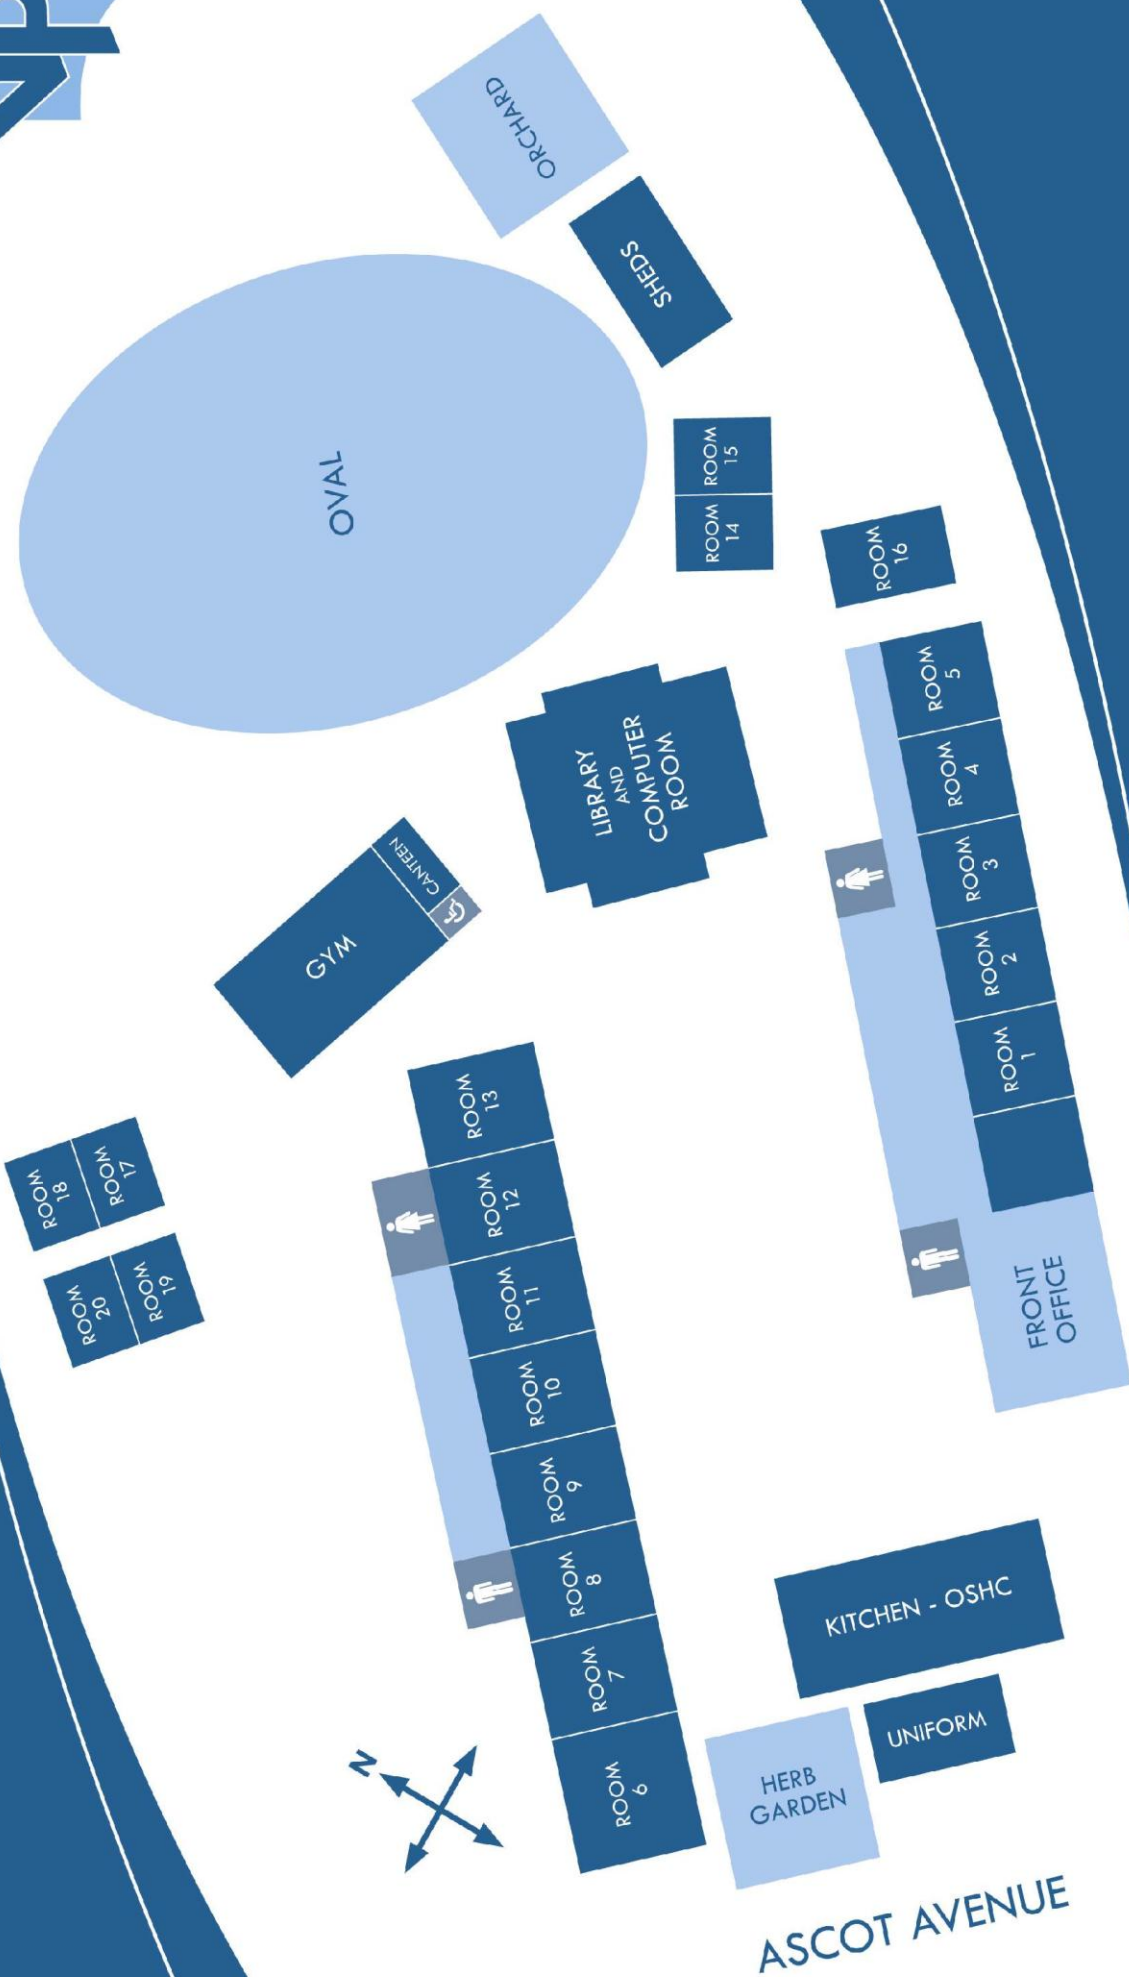 ORCHARD
SHEDS
OVAL
ROOM
15
ROOM
14
ROOM
16
ROOM
5
ROOM
4
ROOM
3
ROOM
2
ROOM
1
LIBRARY
AND
COMPUTER
ROOM
CANTEEN
GYM
ROOM
13
ROOM
12
ROOM
11
ROOM
10
ROOM
9
ROOM
8
ROOM
7
ROOM
6
ROOM
18
ROOM
17
ROOM
20
ROOM
19
FRONT
OFFICE
KITCHEN - OSHC
UNIFORM
HERB
GARDEN
N
ASCOT AVENUE